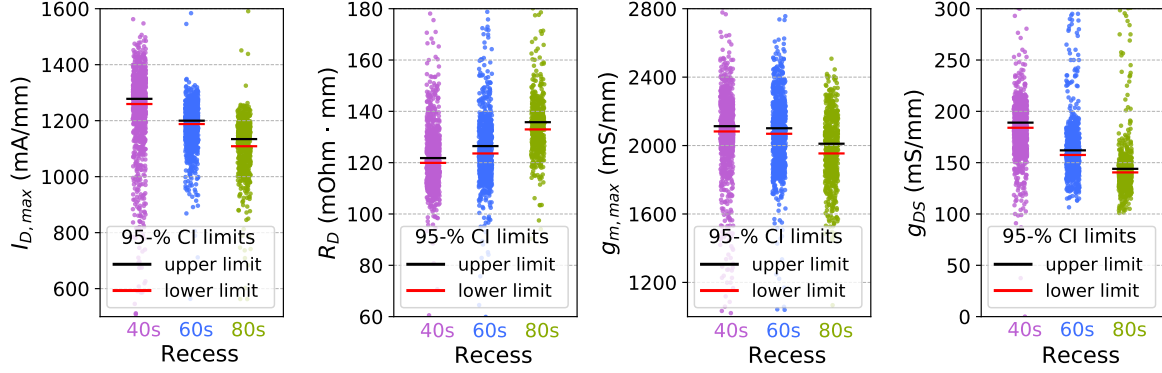 I_D,max (mA/mm)
1600
1400
1200
1000
800
600
95-% CI limits
upper limit
lower limit
40s 60s 80s
Recess
R_D (mOhm · mm)
180
160
140
120
100
80
60
95-% CI limits
upper limit
lower limit
40s 60s 80s
Recess
g_m,max (mS/mm)
2800
2400
2000
1600
1200
95-% CI limits
upper limit
lower limit
40s 60s 80s
Recess
g_DS (mS/mm)
300
250
200
150
100
50
0
95-% CI limits
upper limit
lower limit
40s 60s 80s
Recess